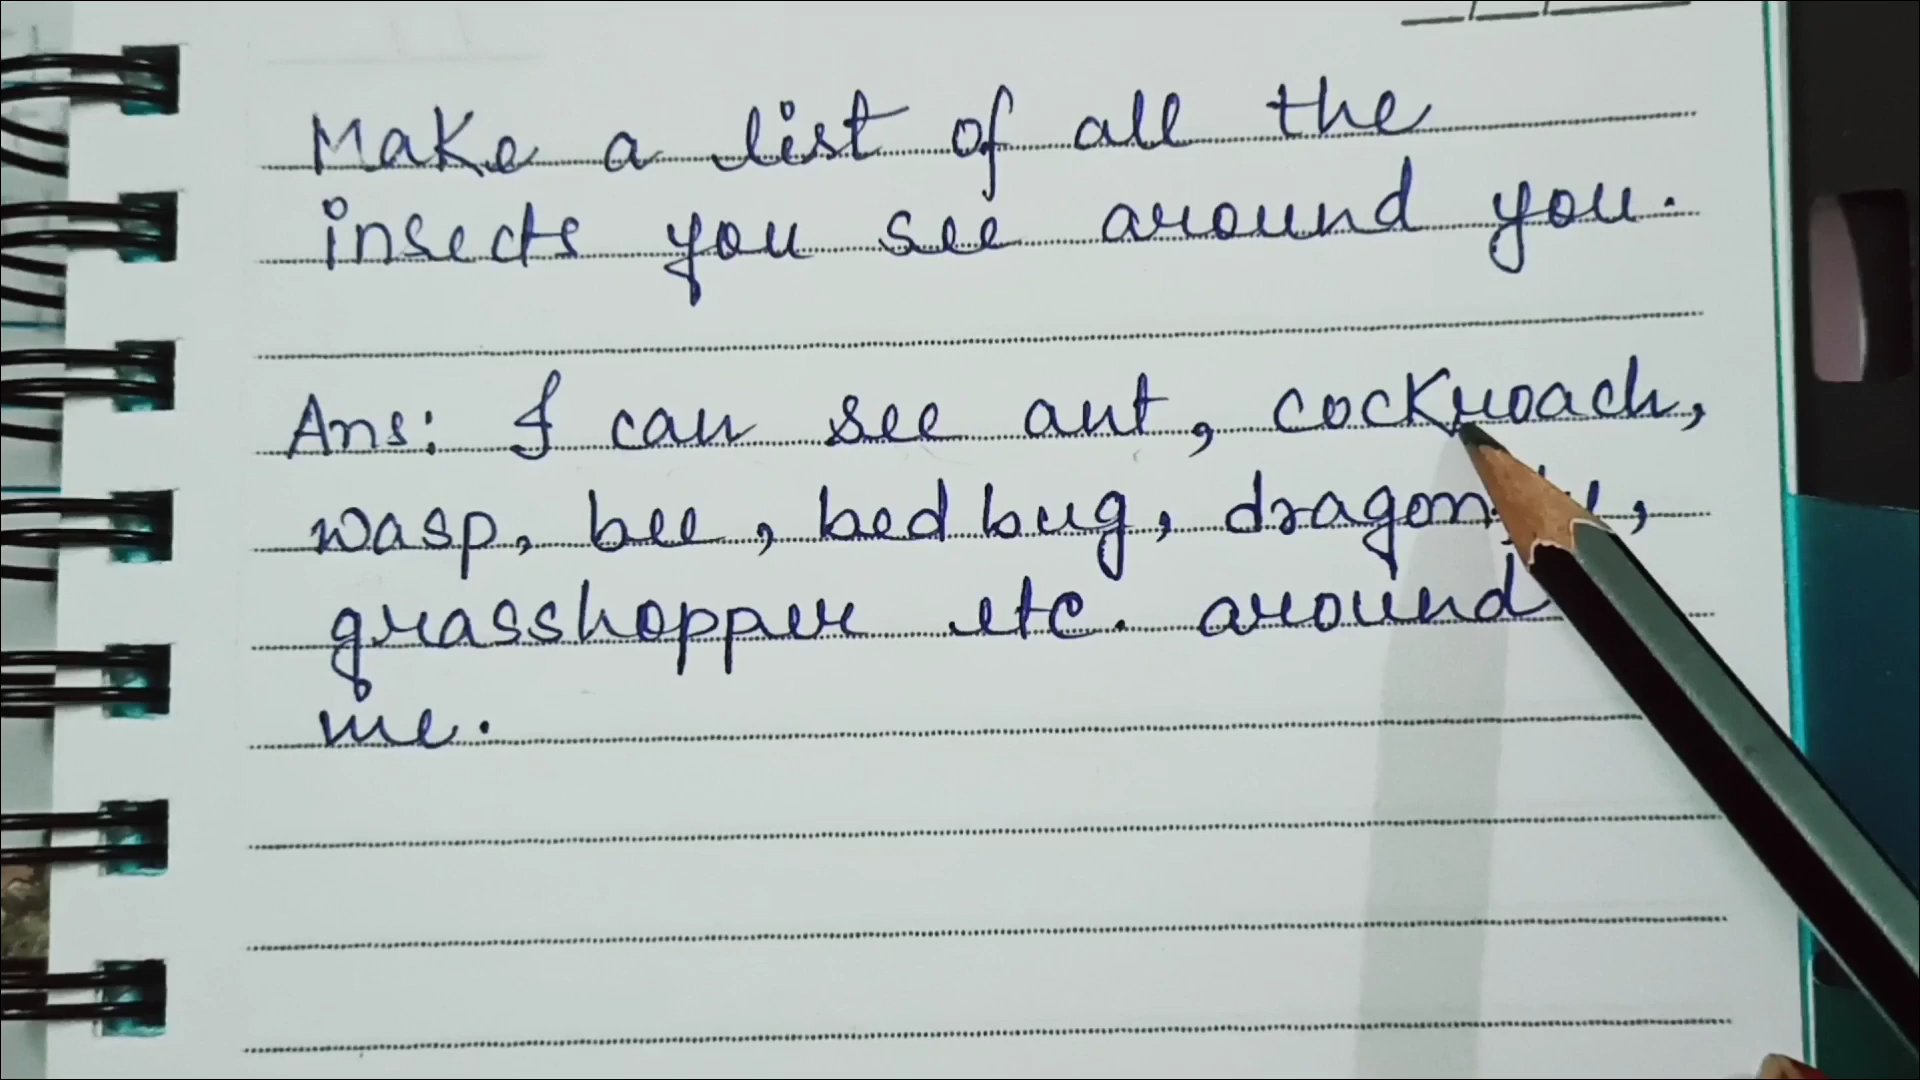 Make a list of all the
insects you see around you.
Ans: I can see ant, cockroach,
wasp, bee, bed bug,
grasshopper etc. around
me.